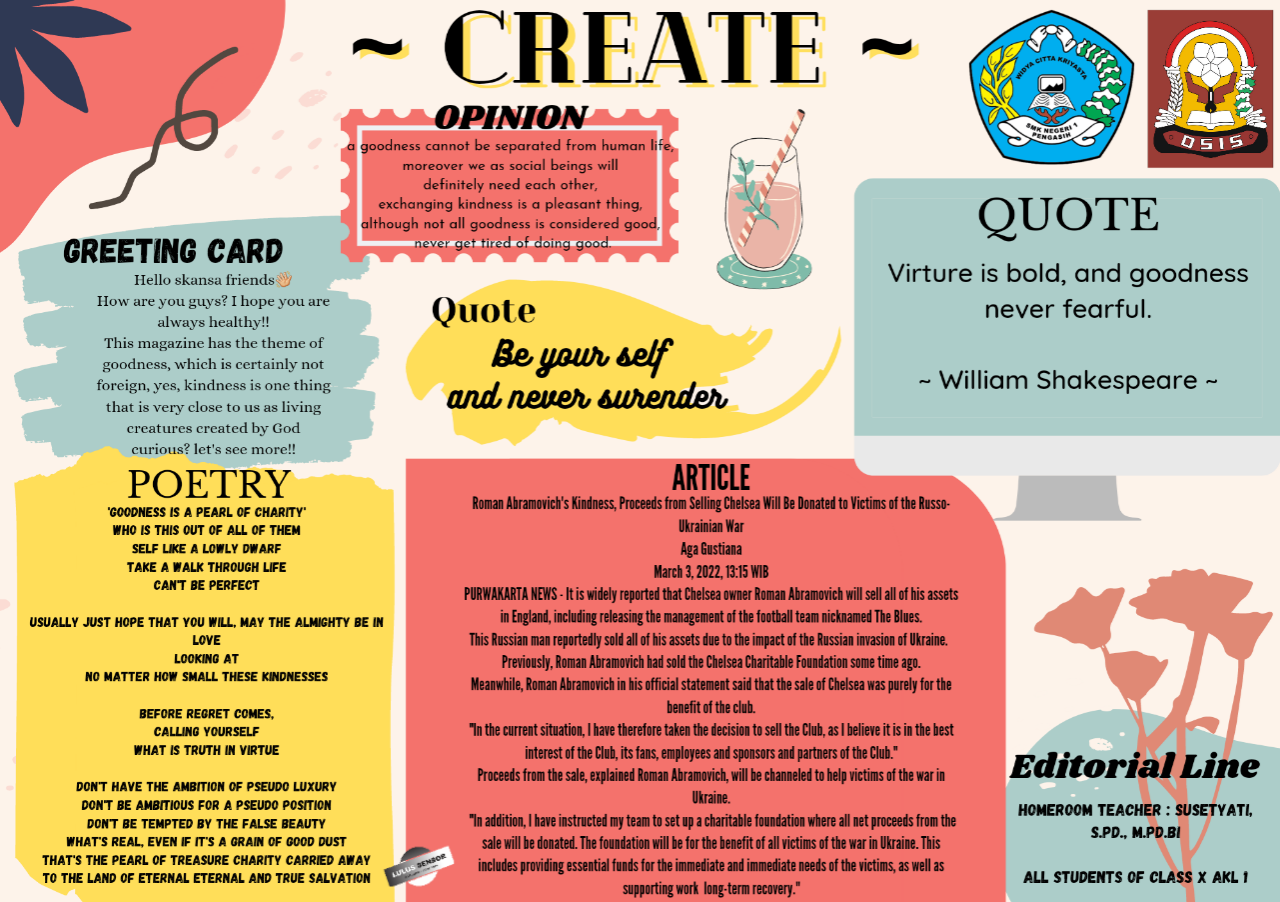 ~ CREATE ~
WIDYA CITTA KRIYASTA
SMK NEGERI 1
PENGASIH
OSIS
OPINION
a goodness cannot be separated from human life,
moreover we as social beings will
definitely need each other,
exchanging kindness is a pleasant thing,
although not all goodness is considered good,
never get tired of doing good.
QUOTE
Virture is bold, and goodness
never fearful.
~ William Shakespeare ~
GREETING CARD
Hello skansa friends👋🏼
How are you guys? I hope you are
always healthy!!
This magazine has the theme of
goodness, which is certainly not
foreign, yes, kindness is one thing
that is very close to us as living
creatures created by God
curious? let's see more!!
Quote
Be your self
and never surender
POETRY
'GOODNESS IS A PEARL OF CHARITY'
WHO IS THIS OUT OF ALL OF THEM
SELF LIKE A LOWLY DWARF
TAKE A WALK THROUGH LIFE
CAN'T BE PERFECT
USUALLY JUST HOPE THAT YOU WILL, MAY THE ALMIGHTY BE IN
LOVE
LOOKING AT
NO MATTER HOW SMALL THESE KINDNESSES
BEFORE REGRET COMES,
CALLING YOURSELF
WHAT IS TRUTH IN VIRTUE
DON'T HAVE THE AMBITION OF PSEUDO LUXURY
DON'T BE AMBITIOUS FOR A PSEUDO POSITION
DON'T BE TEMPTED BY THE FALSE BEAUTY
WHAT'S REAL, EVEN IF IT'S A GRAIN OF GOOD DUST
THAT'S THE PEARL OF TREASURE CHARITY CARRIED AWAY
TO THE LAND OF ETERNAL ETERNAL AND TRUE SALVATION
LULUS SENSOR
ARTICLE
Roman Abramovich's Kindness, Proceeds from Selling Chelsea Will Be Donated to Victims of the Russo-
Ukrainian War
Aga Gustiana
March 3, 2022, 13:15 WIB
PURWAKARTA NEWS - It is widely reported that Chelsea owner Roman Abramovich will sell all of his assets
in England, including releasing the management of the football team nicknamed The Blues.
This Russian man reportedly sold all of his assets due to the impact of the Russian invasion of Ukraine.
Previously, Roman Abramovich had sold the Chelsea Charitable Foundation some time ago.
Meanwhile, Roman Abramovich in his official statement said that the sale of Chelsea was purely for the
benefit of the club.
"In the current situation, I have therefore taken the decision to sell the Club, as I believe it is in the best
interest of the Club, its fans, employees and sponsors and partners of the Club."
Proceeds from the sale, explained Roman Abramovich, will be channeled to help victims of the war in
Ukraine.
"In addition, I have instructed my team to set up a charitable foundation where all net proceeds from the
sale will be donated. The foundation will be for the benefit of all victims of the war in Ukraine. This
includes providing essential funds for the immediate and immediate needs of the victims, as well as
supporting work long-term recovery."
Editorial Line
HOMEROOM TEACHER : SUSETYATI,
S.PD., M.PD.BI
ALL STUDENTS OF CLASS X AKL 1